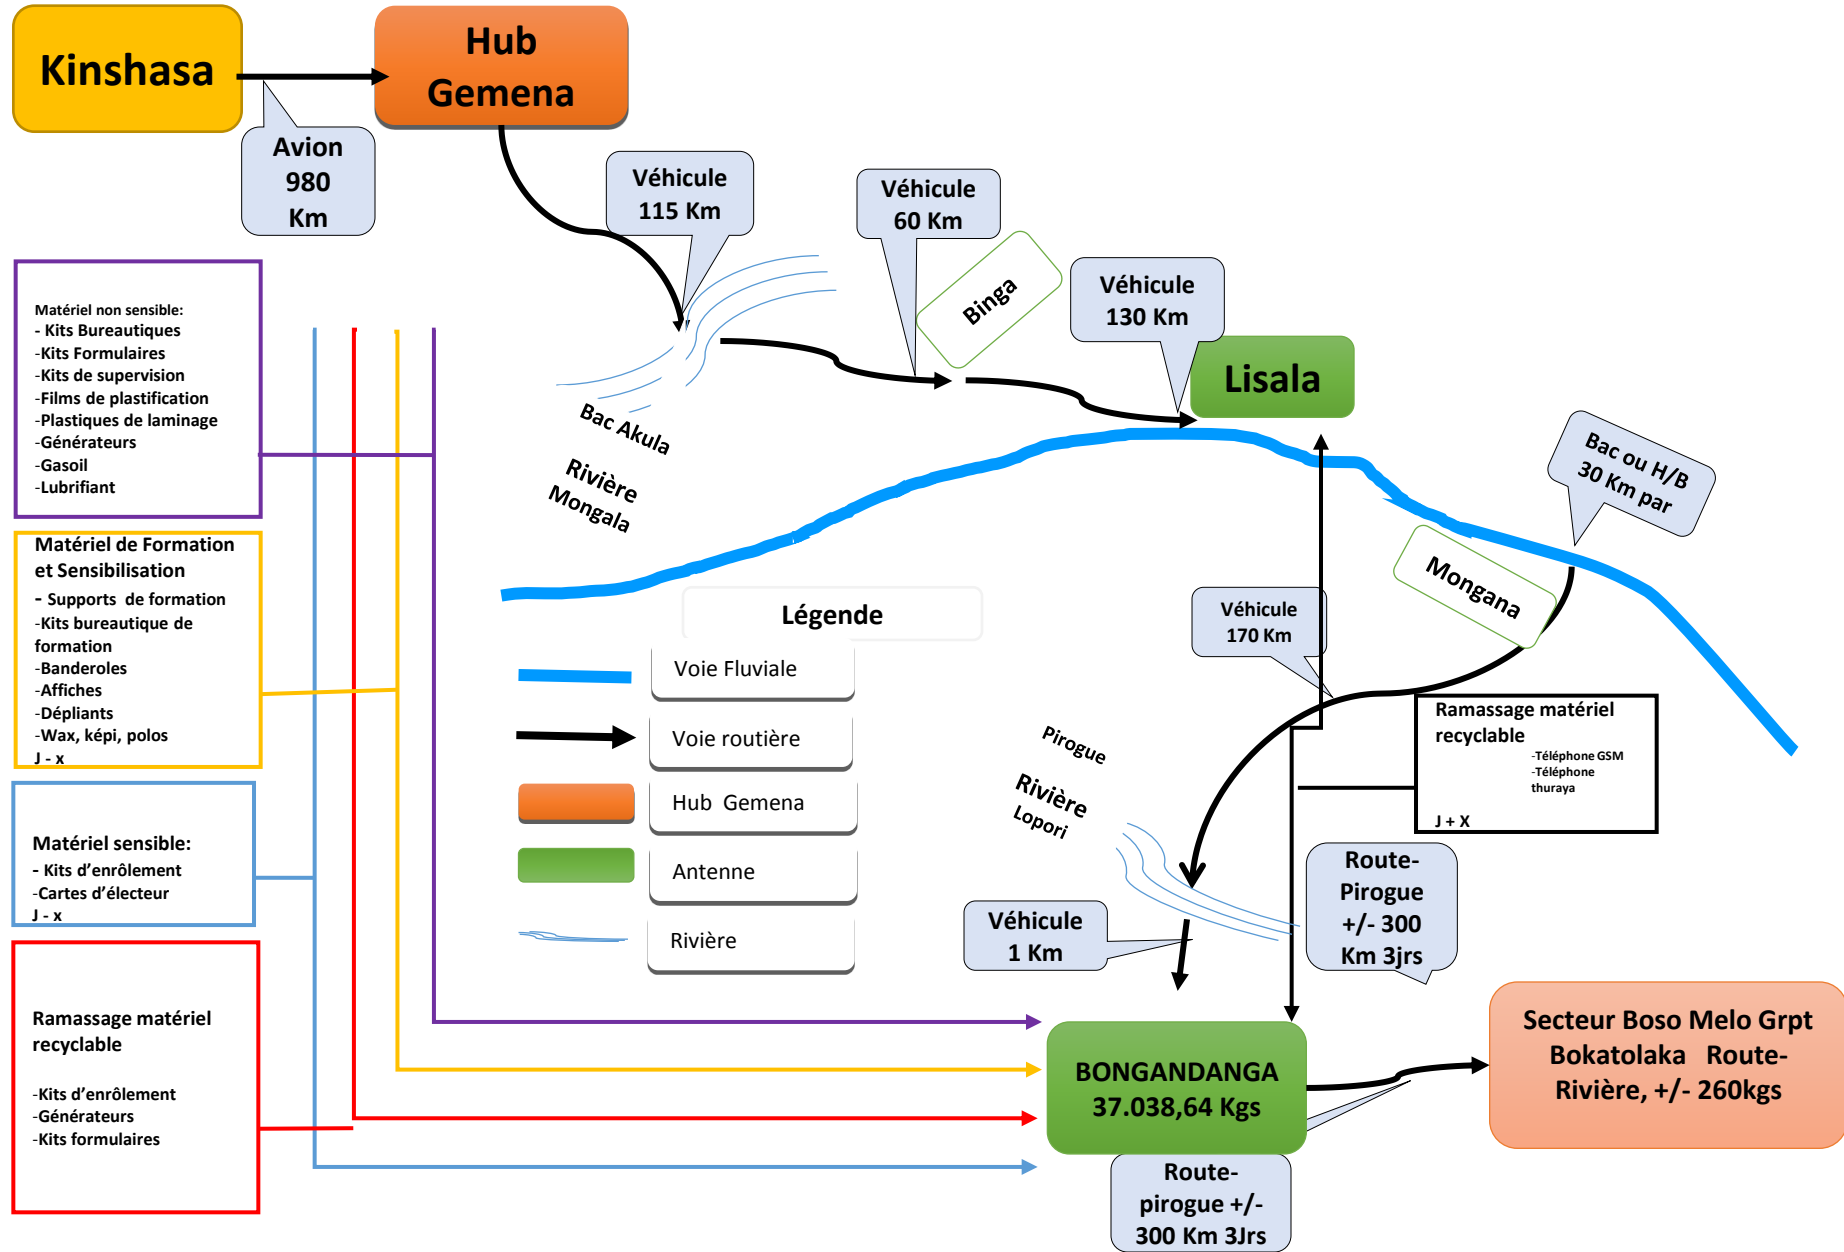 Kinshasa
Hub
Gemena
Avion
980
Km
Véhicule
115 Km
Véhicule
60 Km
Binga
Véhicule
130 Km
Lisala
Bac ou H/B
30 Km par
Mongana
Bac Akula
Rivière
Mongala
Matériel non sensible:
- Kits Bureautiques
-Kits Formulaires
-Kits de supervision
-Films de plastification
-Plastiques de laminage
-Générateurs
-Gasoil
-Lubrifiant
Matériel de Formation
et Sensibilisation
- Supports de formation
-Kits bureautique de
formation
-Banderoles
-Affiches
-Dépliants
-Wax, képi, polos
J - x
Matériel sensible:
- Kits d'enrôlement
-Cartes d'électeur
J - x
Ramassage matériel
recyclable
-Kits d'enrôlement
-Générateurs
-Kits formulaires
Légende
Voie Fluviale
Voie routière
Hub Gemena
Antenne
Rivière
Véhicule
170 Km
Pirogue
Rivière
Lopori
Ramassage matériel
recyclable
-Téléphone GSM
-Téléphone
thuraya
J + X
Route-
Pirogue
+/- 300
Km 3jrs
Véhicule
1 Km
BONGANDANGA
37.038,64 Kgs
Route-
pirogue +/-
300 Km 3Jrs
Secteur Boso Melo Grpt
Bokatolaka Route-
Rivière, +/- 260kgs